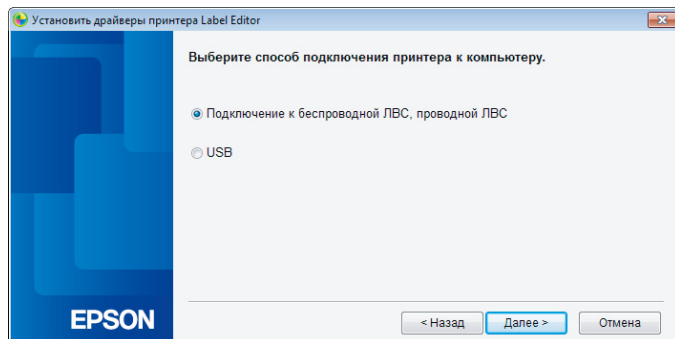 Установить драйверы принтера Label Editor
Выберите способ подключения принтера к компьютеру.
Подключение к беспроводной ЛВС, проводной ЛВС
USB
EPSON
< Назад
Далее >
Отмена